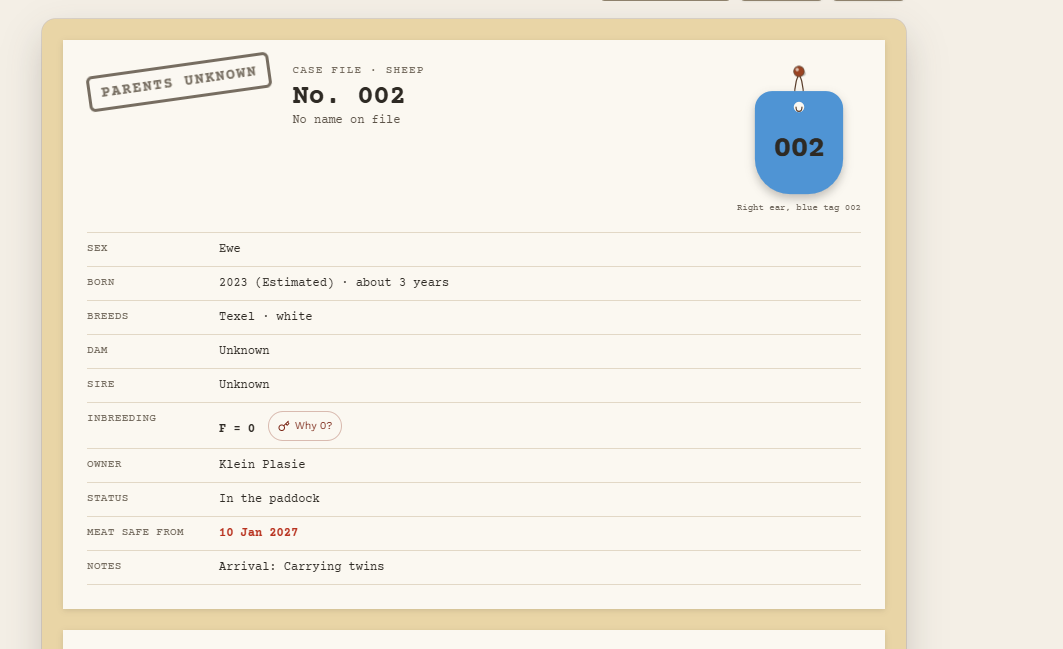 PARENTS UNKNOWN
CASE FILE · SHEEP
No. 002
No name on file
002
Right ear, blue tag 002
SEX Ewe
BORN 2023 (Estimated) · about 3 years
BREEDS Texel · white
DAM Unknown
SIRE Unknown
INBREEDING F = 0 Why 0?
OWNER Klein Plasie
STATUS In the paddock
MEAT SAFE FROM 10 Jan 2027
NOTES Arrival: Carrying twins